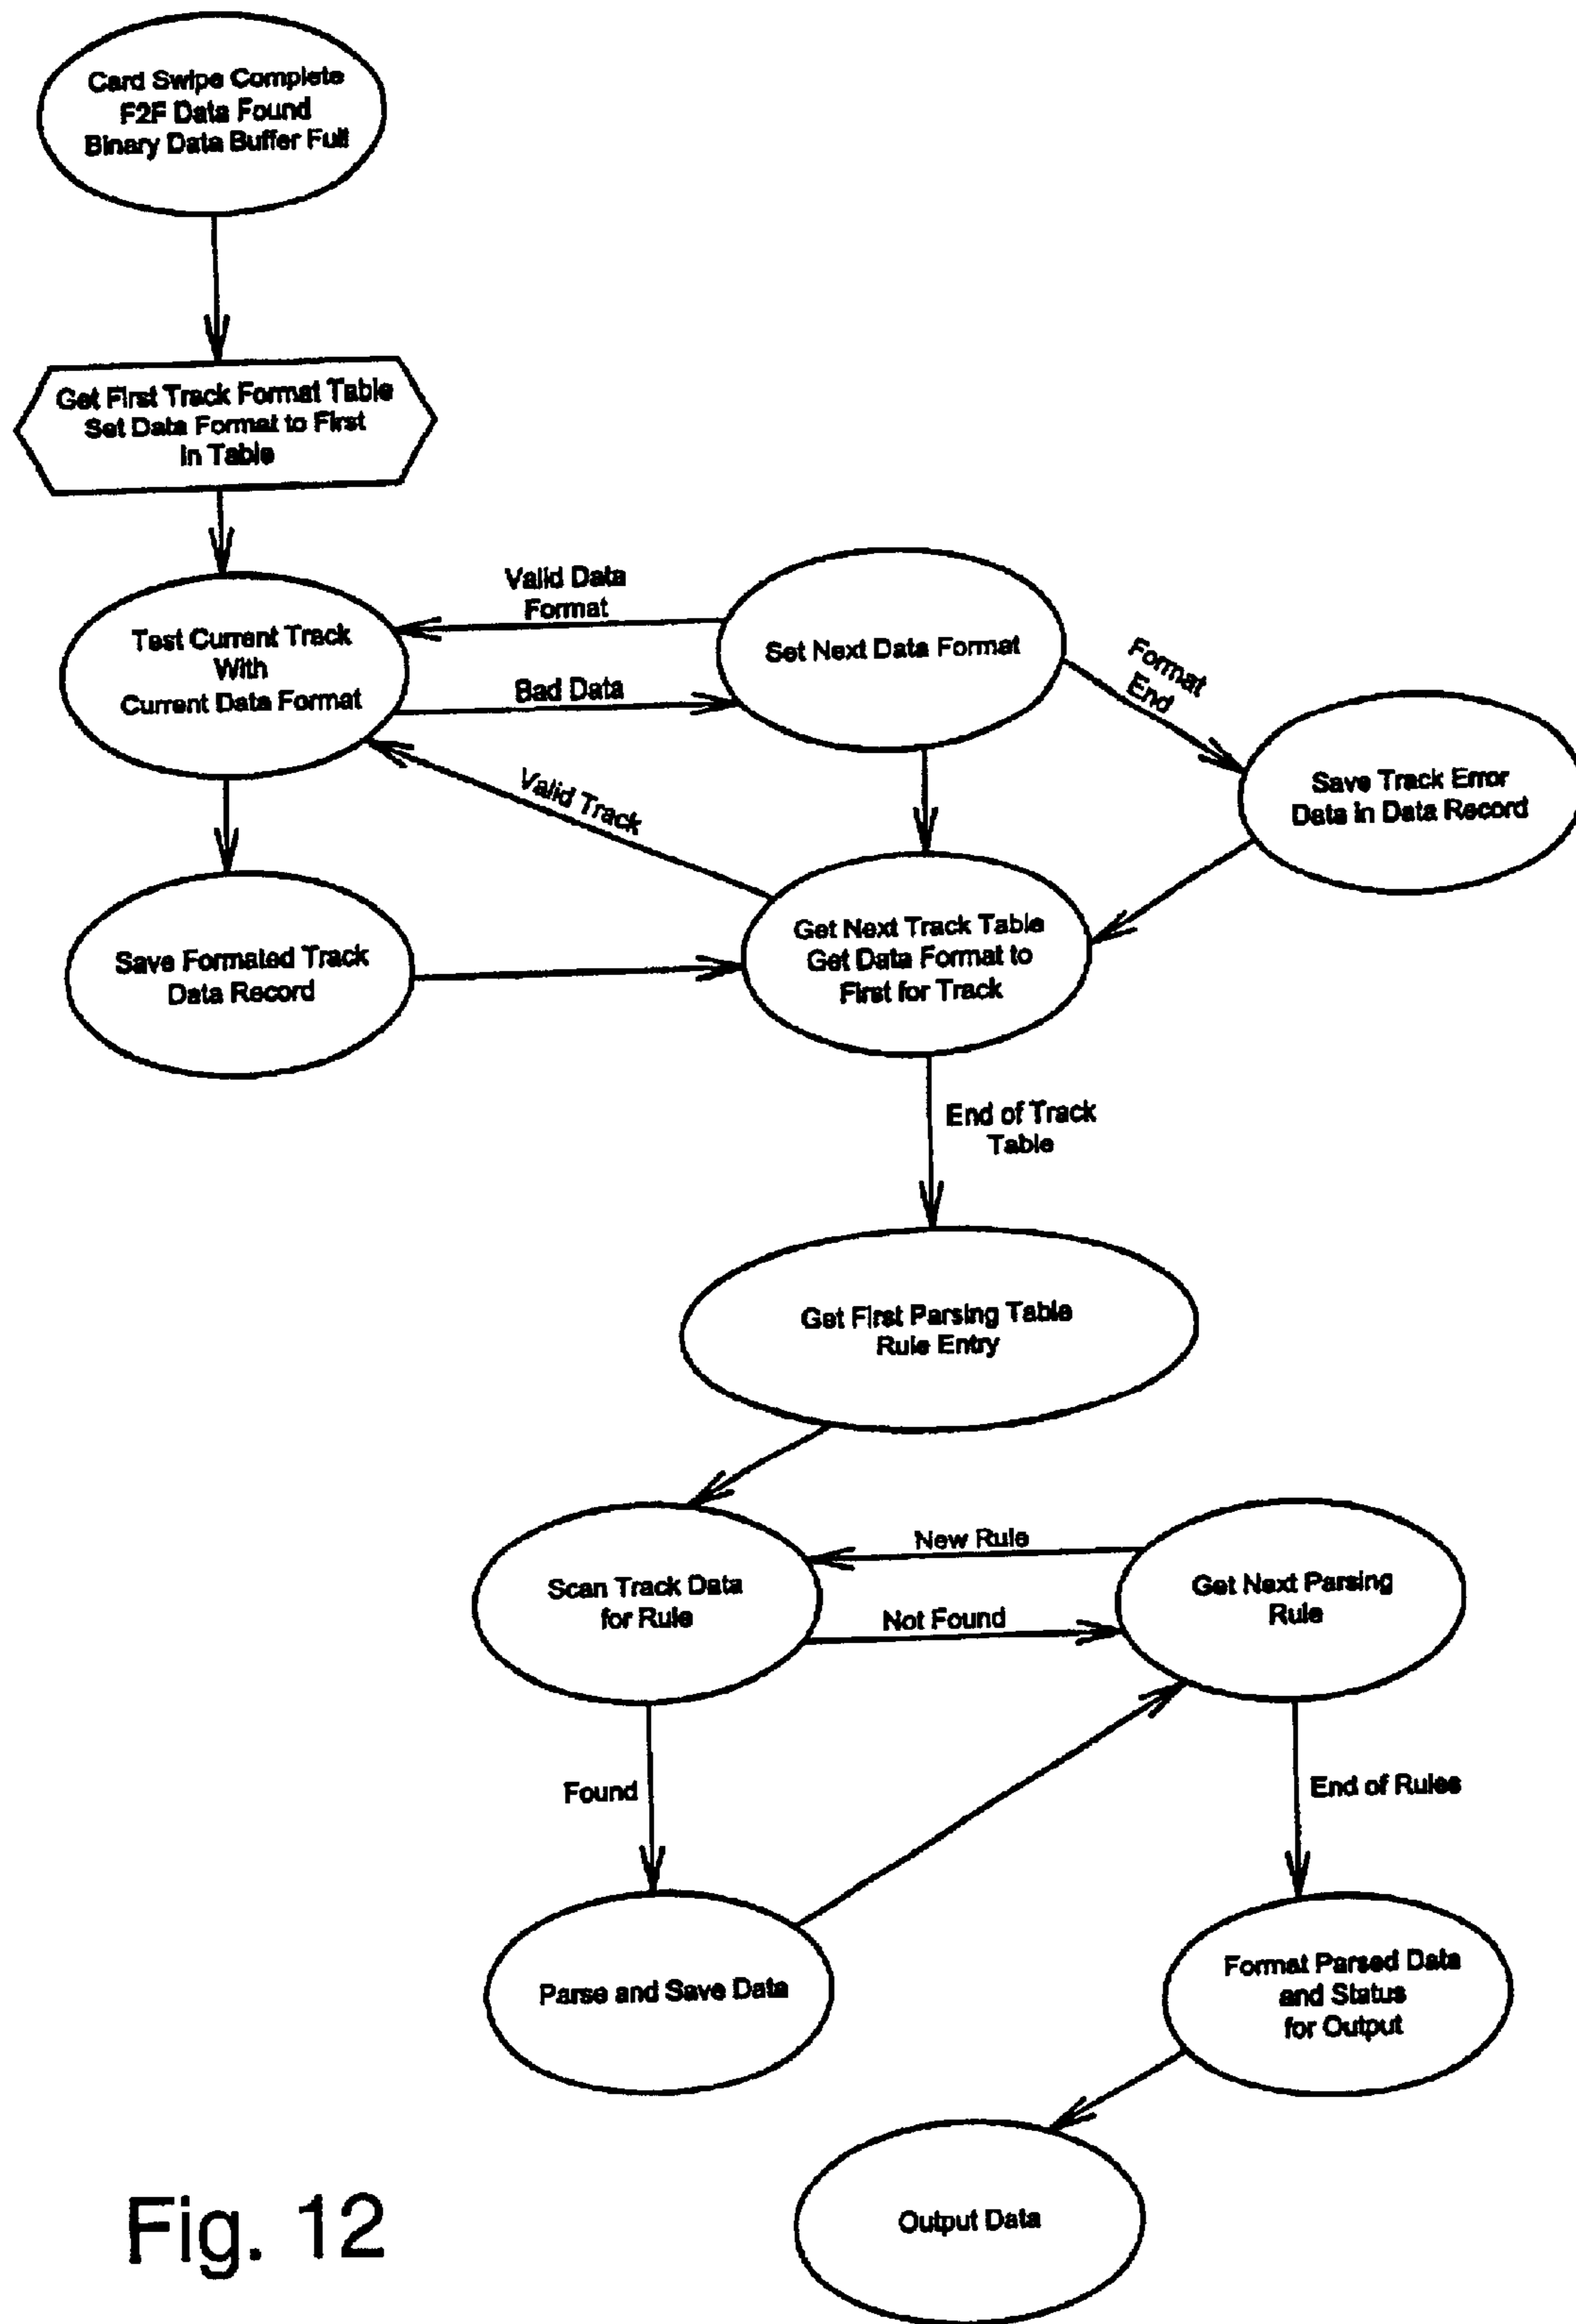 Card Swipe Complete
F2F Data Found
Binary Data Buffer Full
Get First Track Format Table
Set Data Format to First
in Table
Valid Data
Format
Test Current Track
With
Current Data Format
Set Next Data Format
Format
End
Bad Data
Valid Track
Save Track Error
Data in Data Record
Save Formated Track
Data Record
Get Next Track Table
Get Data Format to
First for Track
End of Track
Table
Get First Parsing Table
Rule Entry
New Rule
Scan Track Data
for Rule
Get Next Parsing
Rule
Not Found
Found
End of Rules
Parse and Save Data
Format Parsed Data
and Status
for Output
Output Data
Fig. 12